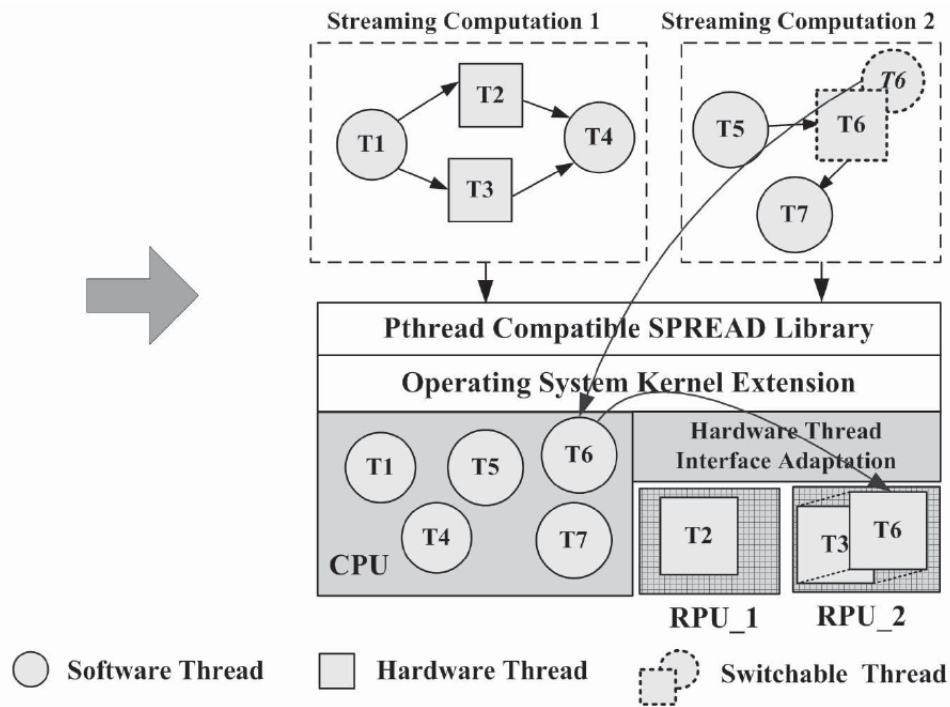 Streaming Computation 1
Streaming Computation 2
T2
T6
T1
T4
T5
T6
T3
T7
Pthread Compatible SPREAD Library
Operating System Kernel Extension
Hardware Thread
Interface Adaptation
T1
T5
T6
T4
T7
CPU
T2
T3
T6
RPU_1
RPU_2
Software Thread
Hardware Thread
Switchable Thread